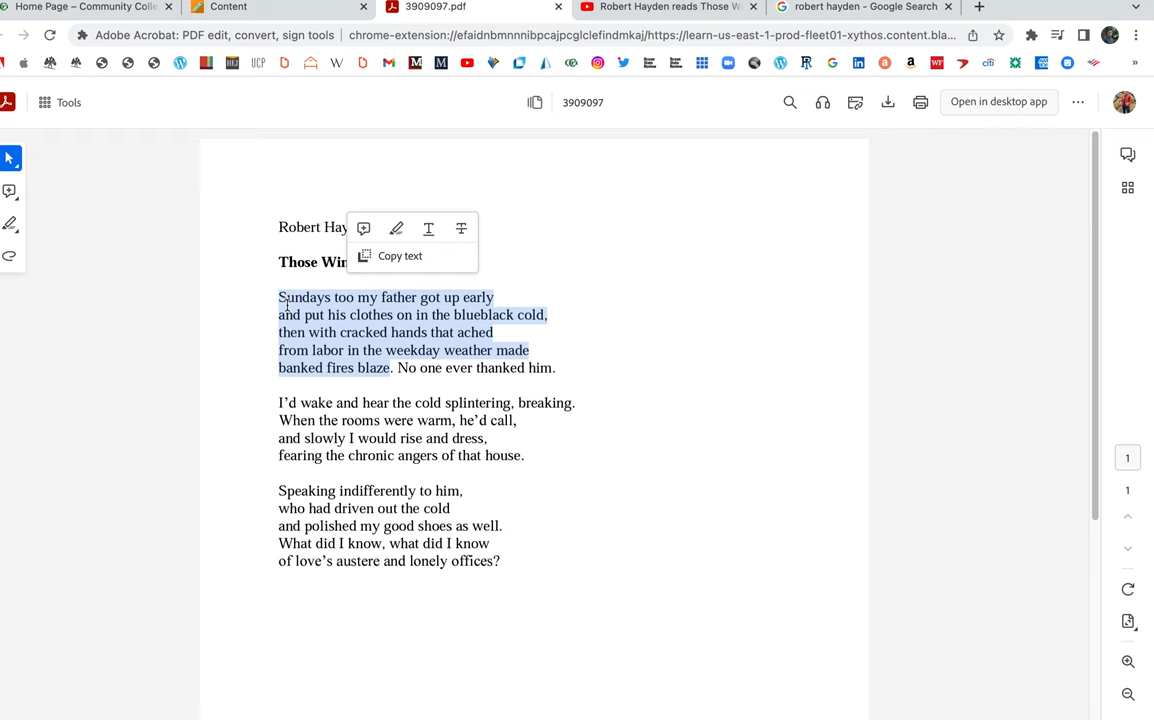 Home Page – Community Colle
Content
3909097.pdf
Robert Hayden reads Those W
robert hayden - Google Search
Adobe Acrobat: PDF edit, convert, sign tools
chrome-extension://efaidnbmnnnibpcajpcglclefindmkaj/https://learn-us-east-1-prod-fleet01-xythos.content.bla...
Tools
3909097
Open in desktop app
Robert Hay
Copy text
Those Win
Sundays too my father got up early
and put his clothes on in the blueblack cold,
then with cracked hands that ached
from labor in the weekday weather made
banked fires blaze. No one ever thanked him.
I’d wake and hear the cold splintering, breaking.
When the rooms were warm, he’d call,
and slowly I would rise and dress,
fearing the chronic angers of that house.
Speaking indifferently to him,
who had driven out the cold
and polished my good shoes as well.
What did I know, what did I know
of love’s austere and lonely offices?
1
1